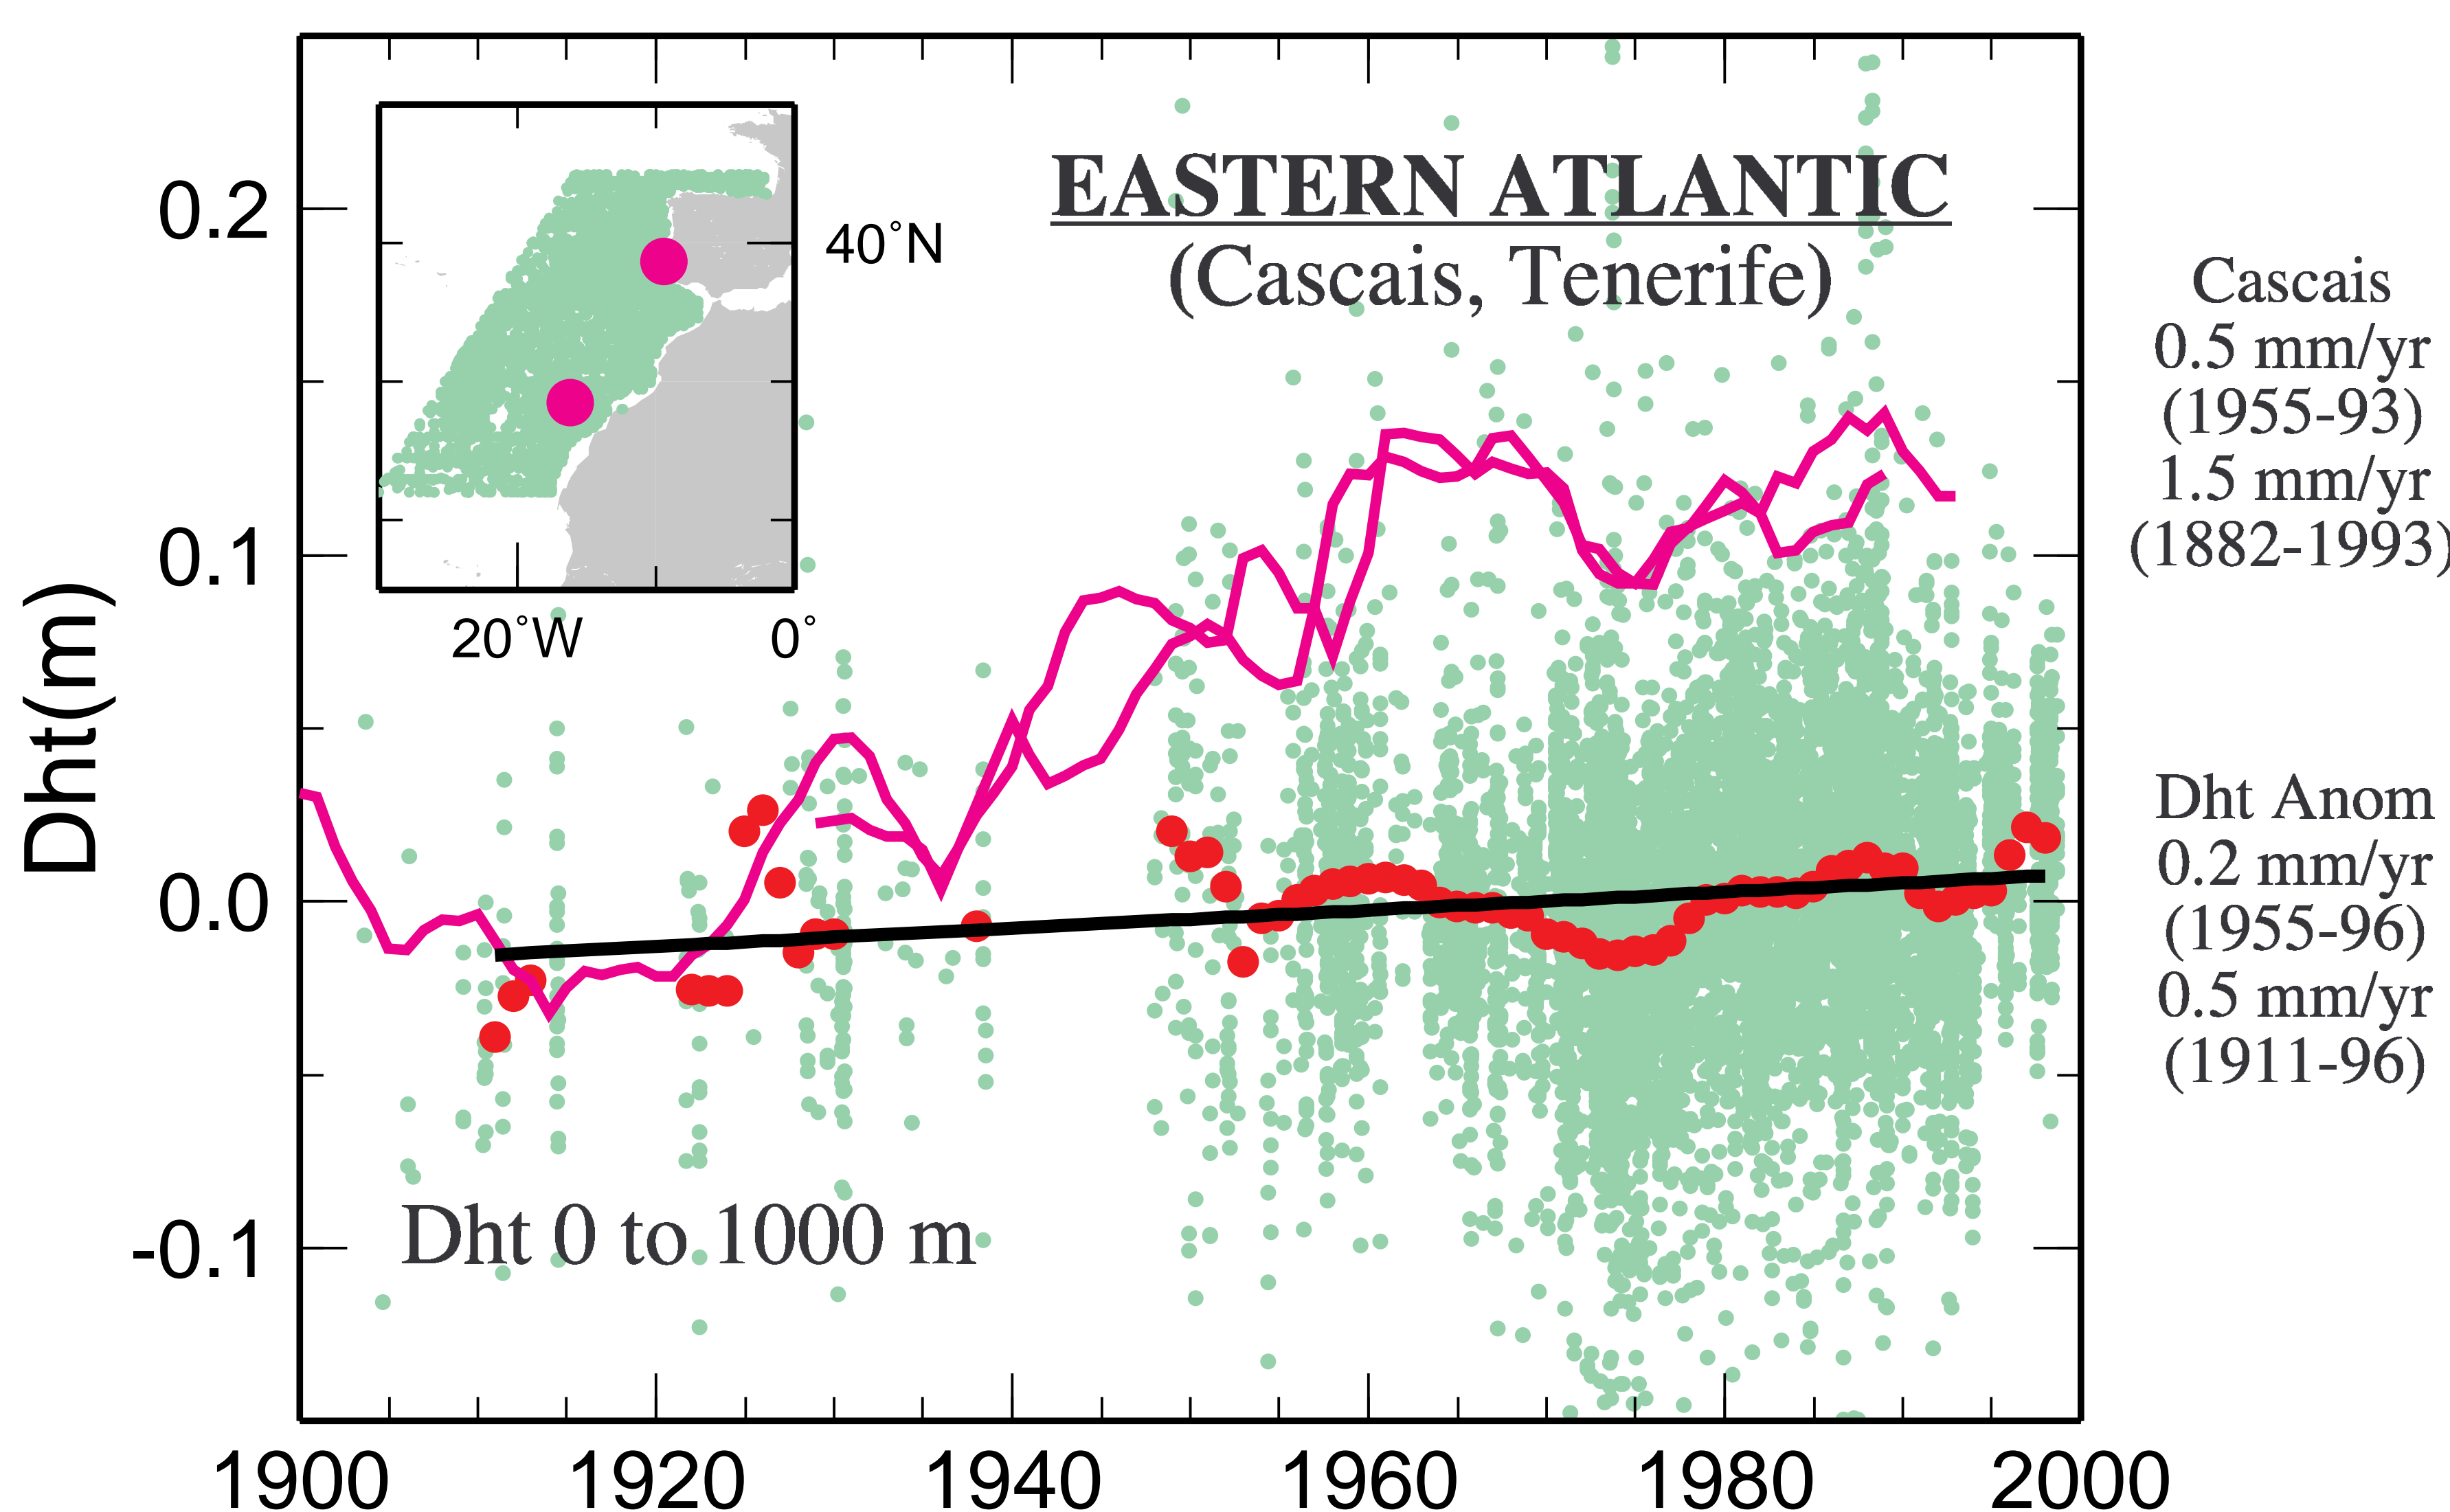 EASTERN ATLANTIC
(Cascais, Tenerife)
0.2
0.1
0.0
-0.1
Dht(m)
40°N
20°W
0°
Dht 0 to 1000 m
1900
1920
1940
1960
1980
2000
Cascais
0.5 mm/yr
(1955-93)
1.5 mm/yr
(1882-1993)
Dht Anom
0.2 mm/yr
(1955-96)
0.5 mm/yr
(1911-96)